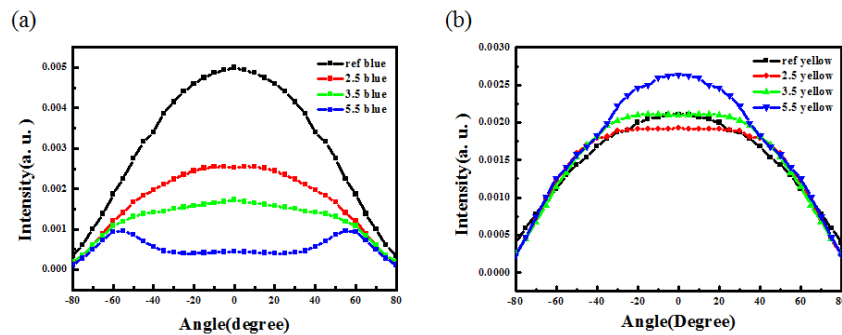 (a)
(b)
0.005
0.004
0.003
0.002
0.001
0.000
Intensity(a. u. )
ref blue
2.5 blue
3.5 blue
5.5 blue
-80 -60 -40 -20 0 20 40 60 80
Angle(degree)
0.0030
0.0025
0.0020
0.0015
0.0010
0.0005
0.0000
Intensity(a. u. )
ref yellow
2.5 yellow
3.5 yellow
5.5 yellow
-80 -60 -40 -20 0 20 40 60 80
Angle(Degree)